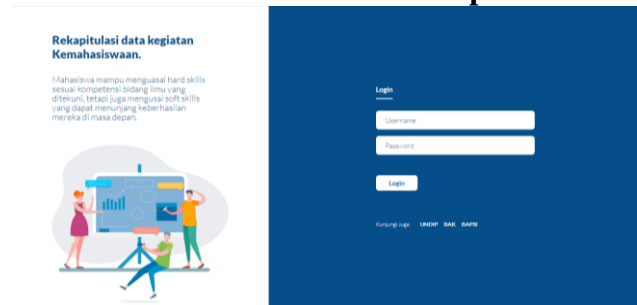 Rekapitulasi data kegiatan
Kemahasiswaan.
Mahasiswa mampu menguasai hard skills
sesuai kompetensi bidang ilmu yang
ditekuni, tetapi juga mengusai soft skills
yang dapat menunjang keberhasilan
mereka di masa depan.
Login
Username
Password
Login
Kunjungi Juga UNDIP BAK BAPSI